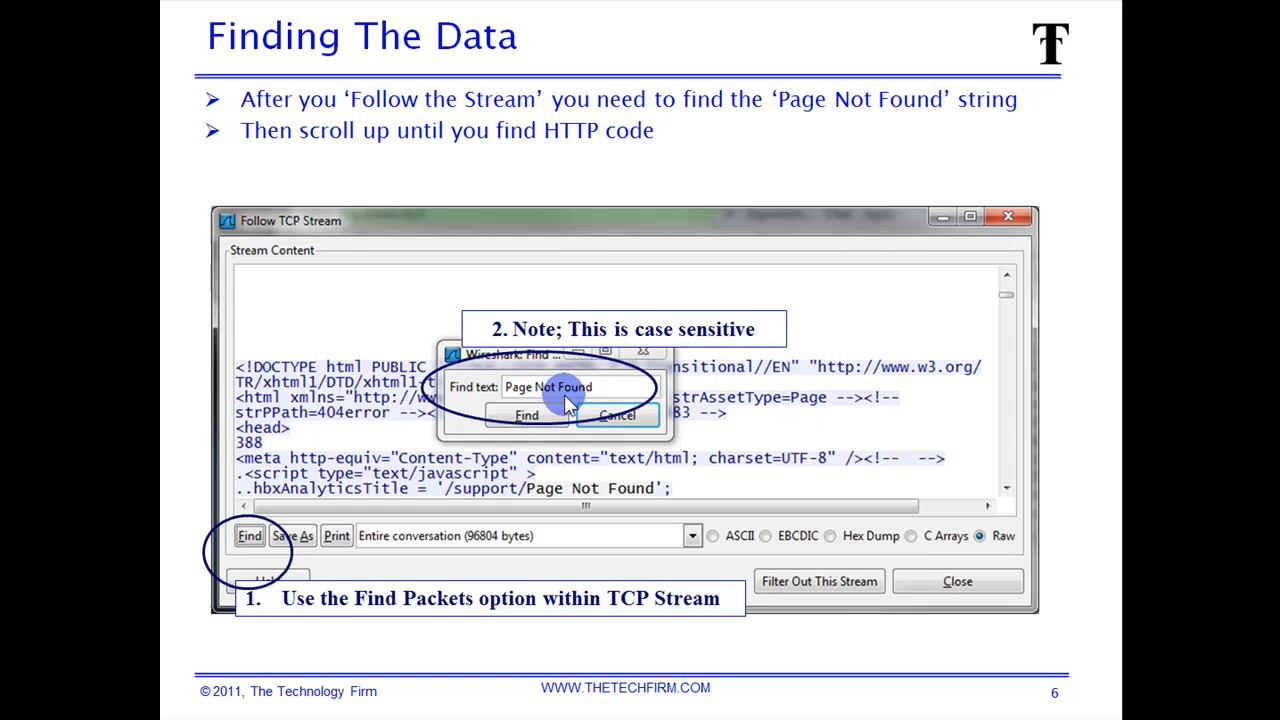 Finding The Data
After you ‘Follow the Stream’ you need to find the ‘Page Not Found’ string
Then scroll up until you find HTTP code
Follow TCP Stream
Stream Content
2. Note; This is case sensitive
Wireshark: Find ...
<!DOCTYPE html PUBLIC ansitional//EN" "http://www.w3.org/
TR/xhtml1/DTD/xhtml1-t
Find text: Page Not Found
<html xmlns="http://w strAssetType=Page --><!--
strPPath=404error -->< 83 -->
Find Cancel
<head>
388
<meta http-equiv="Content-Type" content="text/html; charset=UTF-8" /><!-- -->
.<script type="text/javascript" >
..hbxAnalyticsTitle = '/support/Page Not Found';
Find Save As Print Entire conversation (96804 bytes) ASCII EBCDIC Hex Dump C Arrays Raw
Filter Out This Stream Close
1. Use the Find Packets option within TCP Stream
©2011, The Technology Firm WWW.THETECHFIRM.COM 6